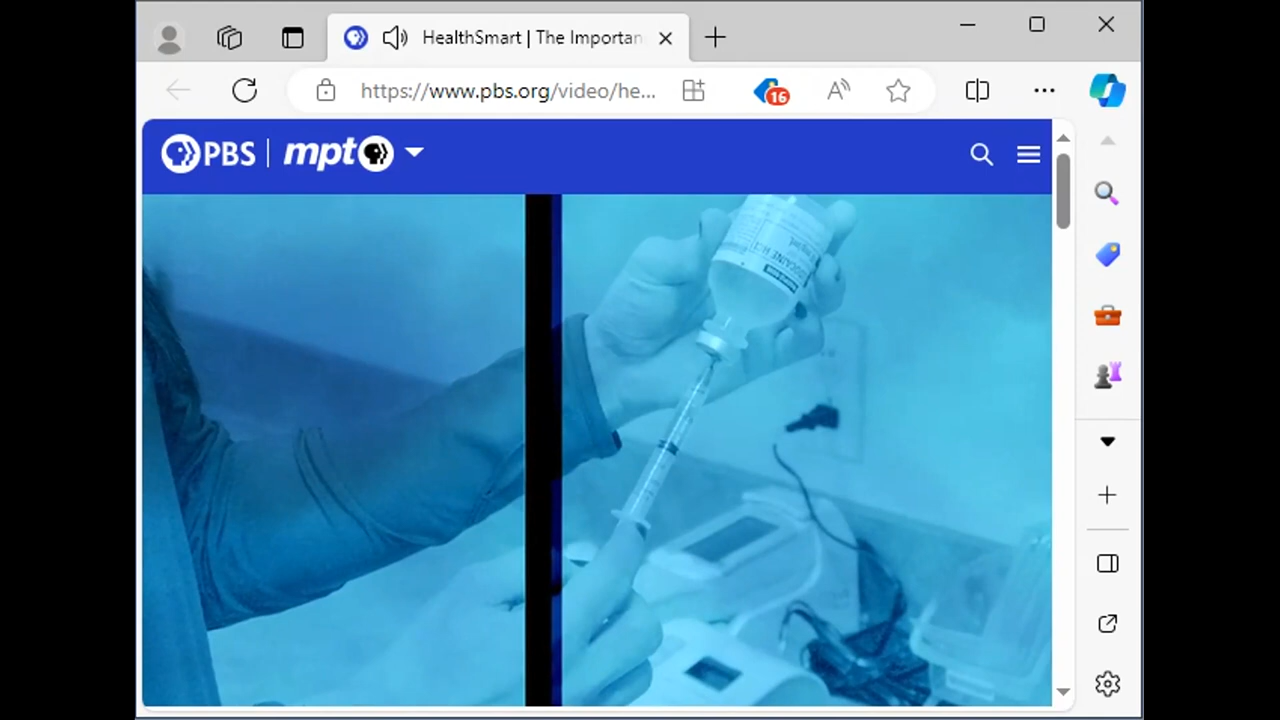 HealthSmart | The Importan
https://www.pbs.org/video/he...
16
PBS | mpt